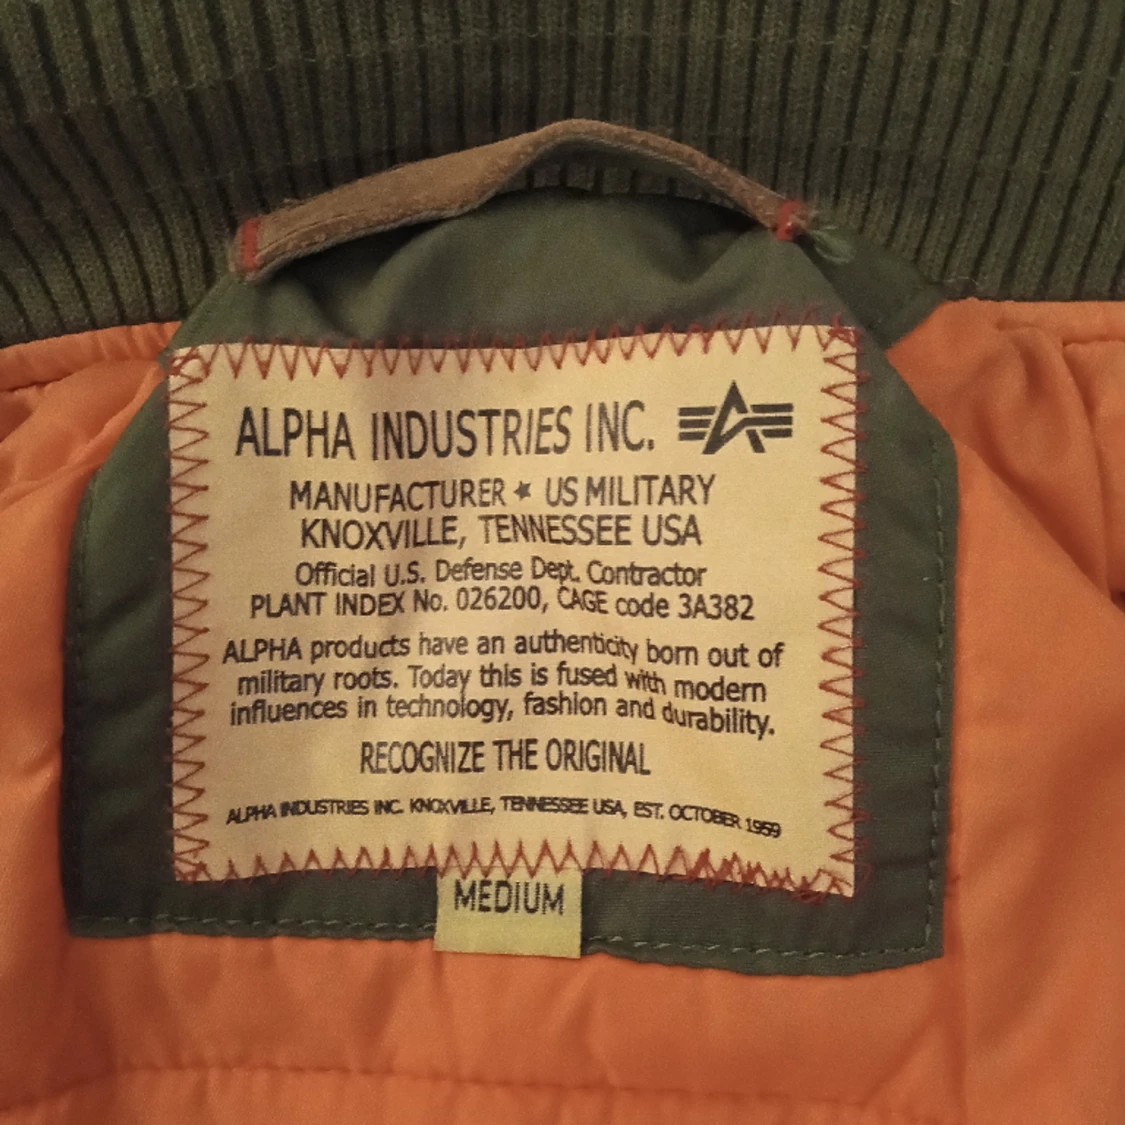 ALPHA INDUSTRIES INC.
MANUFACTURER ★ US MILITARY
KNOXVILLE, TENNESSEE USA
Official U.S. Defense Dept. Contractor
PLANT INDEX No. 026200, CAGE code 3A382
ALPHA products have an authenticity born out of
military roots. Today this is fused with modern
influences in technology, fashion and durability.
RECOGNIZE THE ORIGINAL
ALPHA INDUSTRIES INC. KNOXVILLE, TENNESSEE USA, EST. OCTOBER 1959
MEDIUM